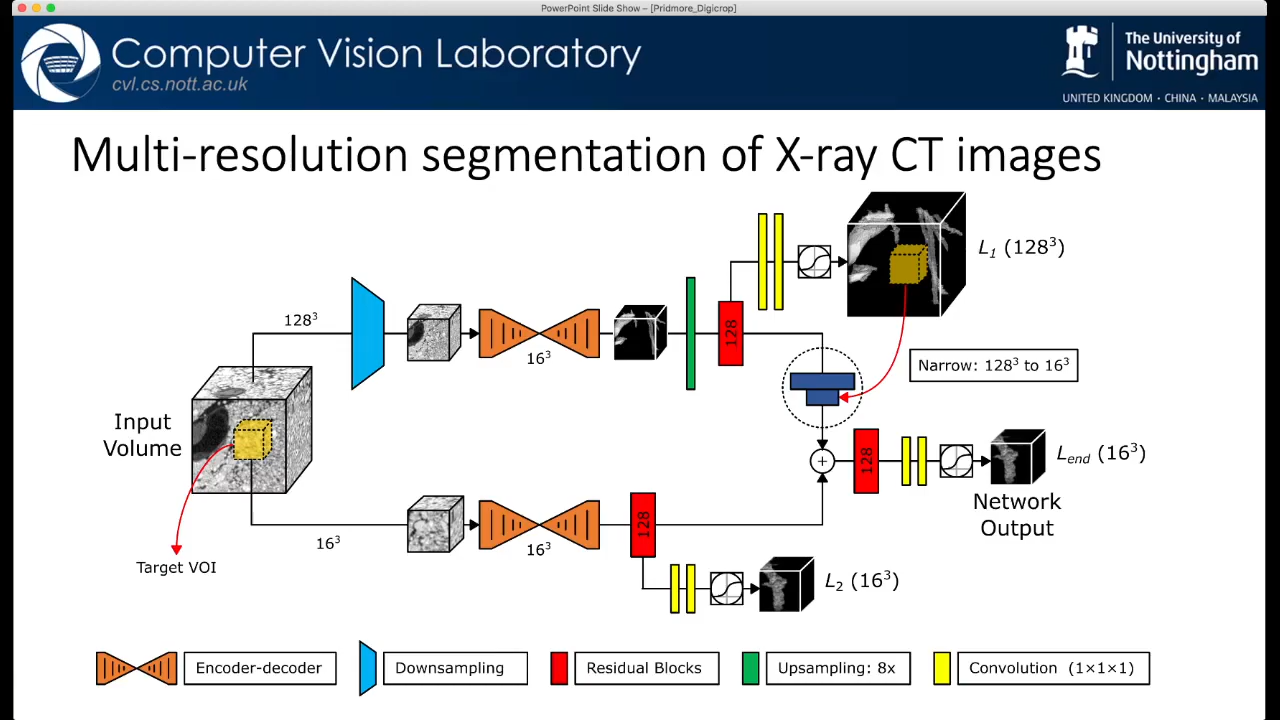 PowerPoint Slide Show – [Pridmore_Digicrop]
Computer Vision Laboratory
cvl.cs.nott.ac.uk
The University of
Nottingham
UNITED KINGDOM · CHINA · MALAYSIA
Multi-resolution segmentation of X-ray CT images
L₁ (128³)
128³
128
16³
Narrow: 128³ to 16³
Input
Volume
+
128
Lₑₙd (16³)
Network
Output
128
16³
16³
Target VOI
L₂ (16³)
Encoder-decoder
Downsampling
Residual Blocks
Upsampling: 8x
Convolution (1×1×1)